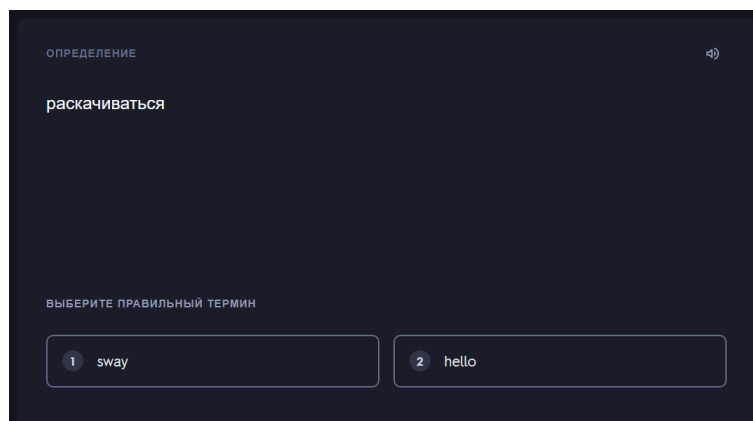 ОПРЕДЕЛЕНИЕ
раскачиваться
ВЫБЕРИТЕ ПРАВИЛЬНЫЙ ТЕРМИН
1 sway
2 hello